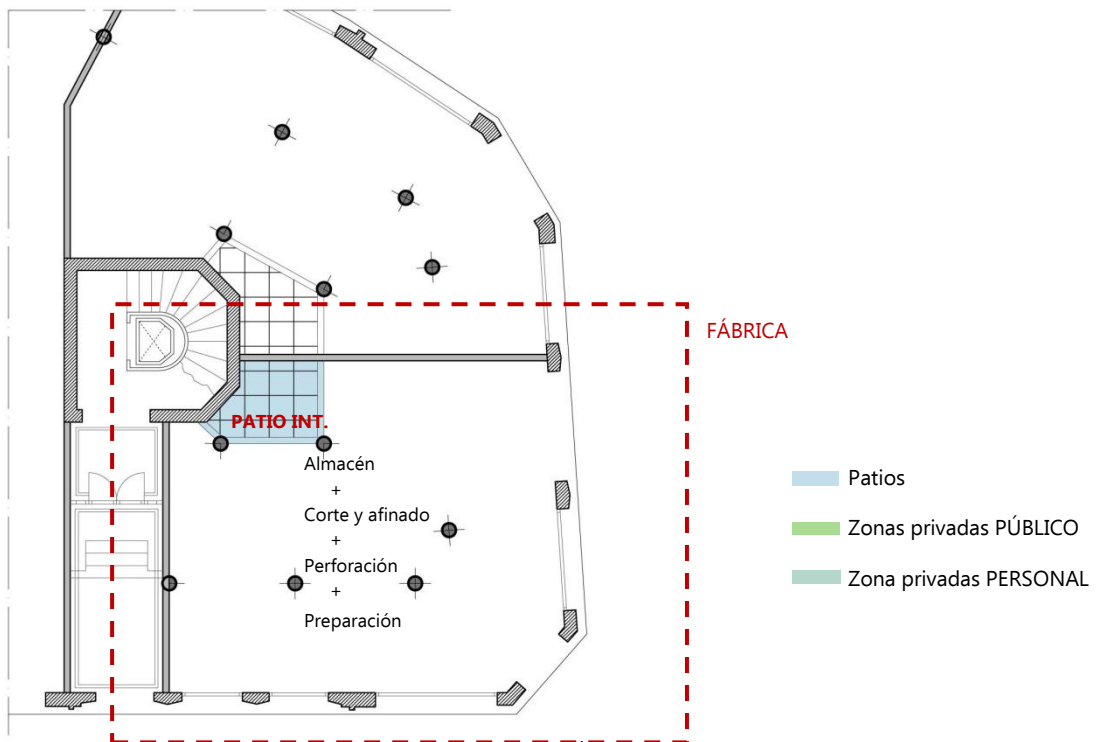 FÁBRICA
PATIO INT.
Almacén
+
Corte y afinado
+
Perforación
+
Preparación
Patios
Zonas privadas PÚBLICO
Zona privadas PERSONAL